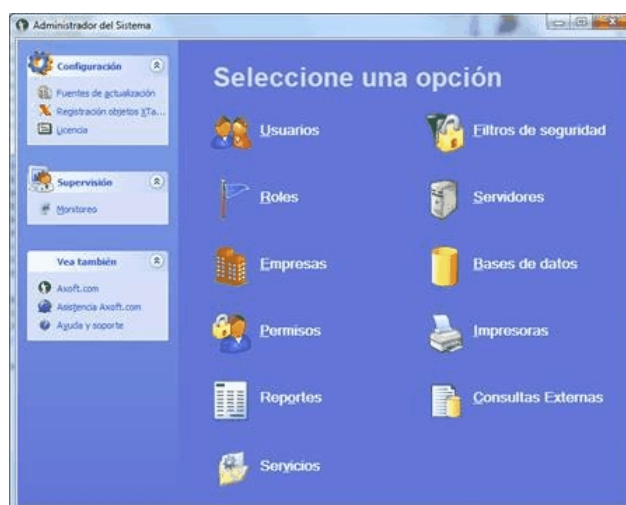 Administrador del Sistema
Configuración
Fuentes de actualización
Registración objetos XTa...
Licencia
Supervisión
Monitoreo
Vea también
Axoft.com
Asistencia Axoft.com
Ayuda y soporte
Seleccione una opción
Usuarios
Filtros de seguridad
Roles
Servidores
Empresas
Bases de datos
Permisos
Impresoras
Reportes
Consultas Externas
Servicios